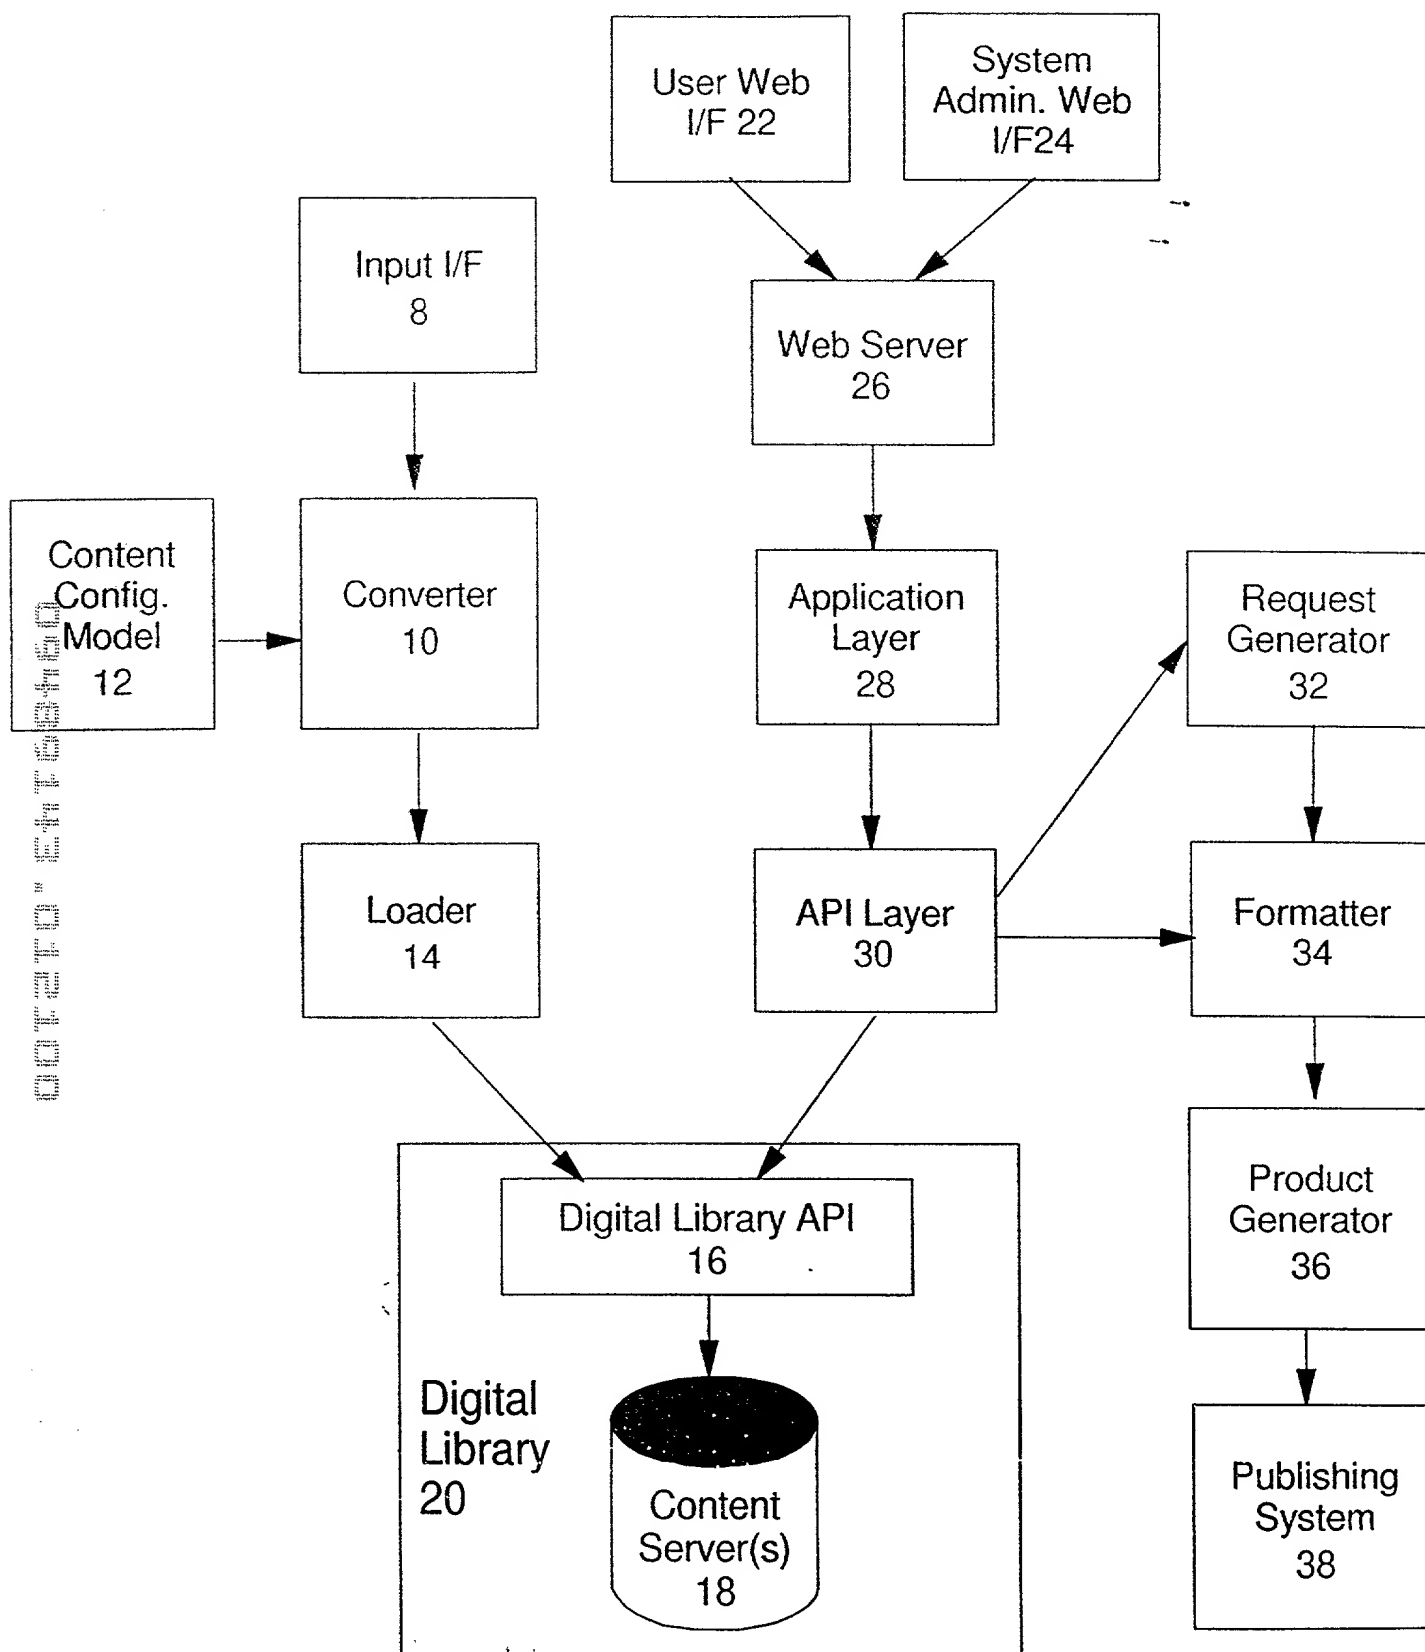 User Web
I/F 22
System
Admin. Web
I/F24
Input I/F
8
Web Server
26
Content
Config.
Model
12
Converter
10
Application
Layer
28
Request
Generator
32
Loader
14
API Layer
30
Formatter
34
Digital Library API
16
Product
Generator
36
Digital
Library
20
Content
Server(s)
18
Publishing
System
38